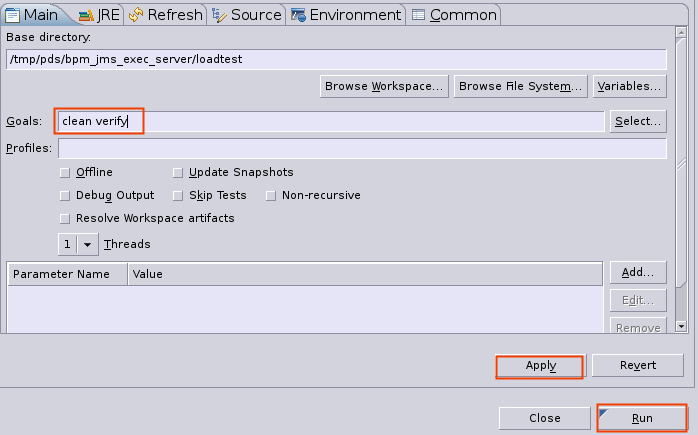 Main JRE Refresh Source Environment Common
Base directory:
/tmp/pds/bpm_jms_exec_server/loadtest
Browse Workspace... Browse File System... Variables...
Goals: clean verify Select...
Profiles:
Offline Update Snapshots
Debug Output Skip Tests Non-recursive
Resolve Workspace artifacts
1 Threads
Parameter Name Value Add...
Edit...
Remove
Apply Revert
Close Run